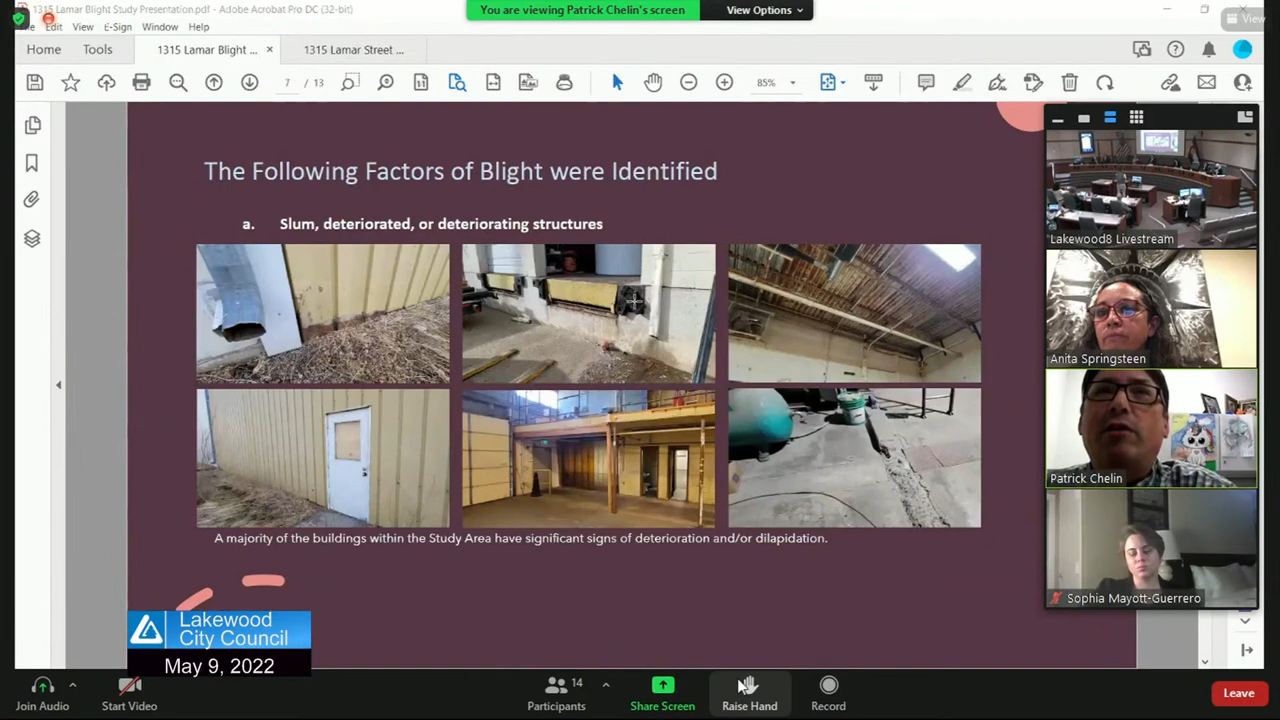 1315 Lamar Blight Study Presentation.pdf - Adobe Acrobat Pro DC (32-bit)
You are viewing Patrick Chelin's screen
View Options
View
Edit View E-Sign Window Help
Home Tools 1315 Lamar Blight ... × 1315 Lamar Street ...
7 / 13 85%
The Following Factors of Blight were Identified
a. Slum, deteriorated, or deteriorating structures
A majority of the buildings within the Study Area have significant signs of deterioration and/or dilapidation.
Lakewood8 Livestream
Anita Springsteen
Patrick Chelin
Sophia Mayott-Guerrero
Lakewood
City Council
May 9, 2022
14
Join Audio Start Video Participants Share Screen Raise Hand Record Leave